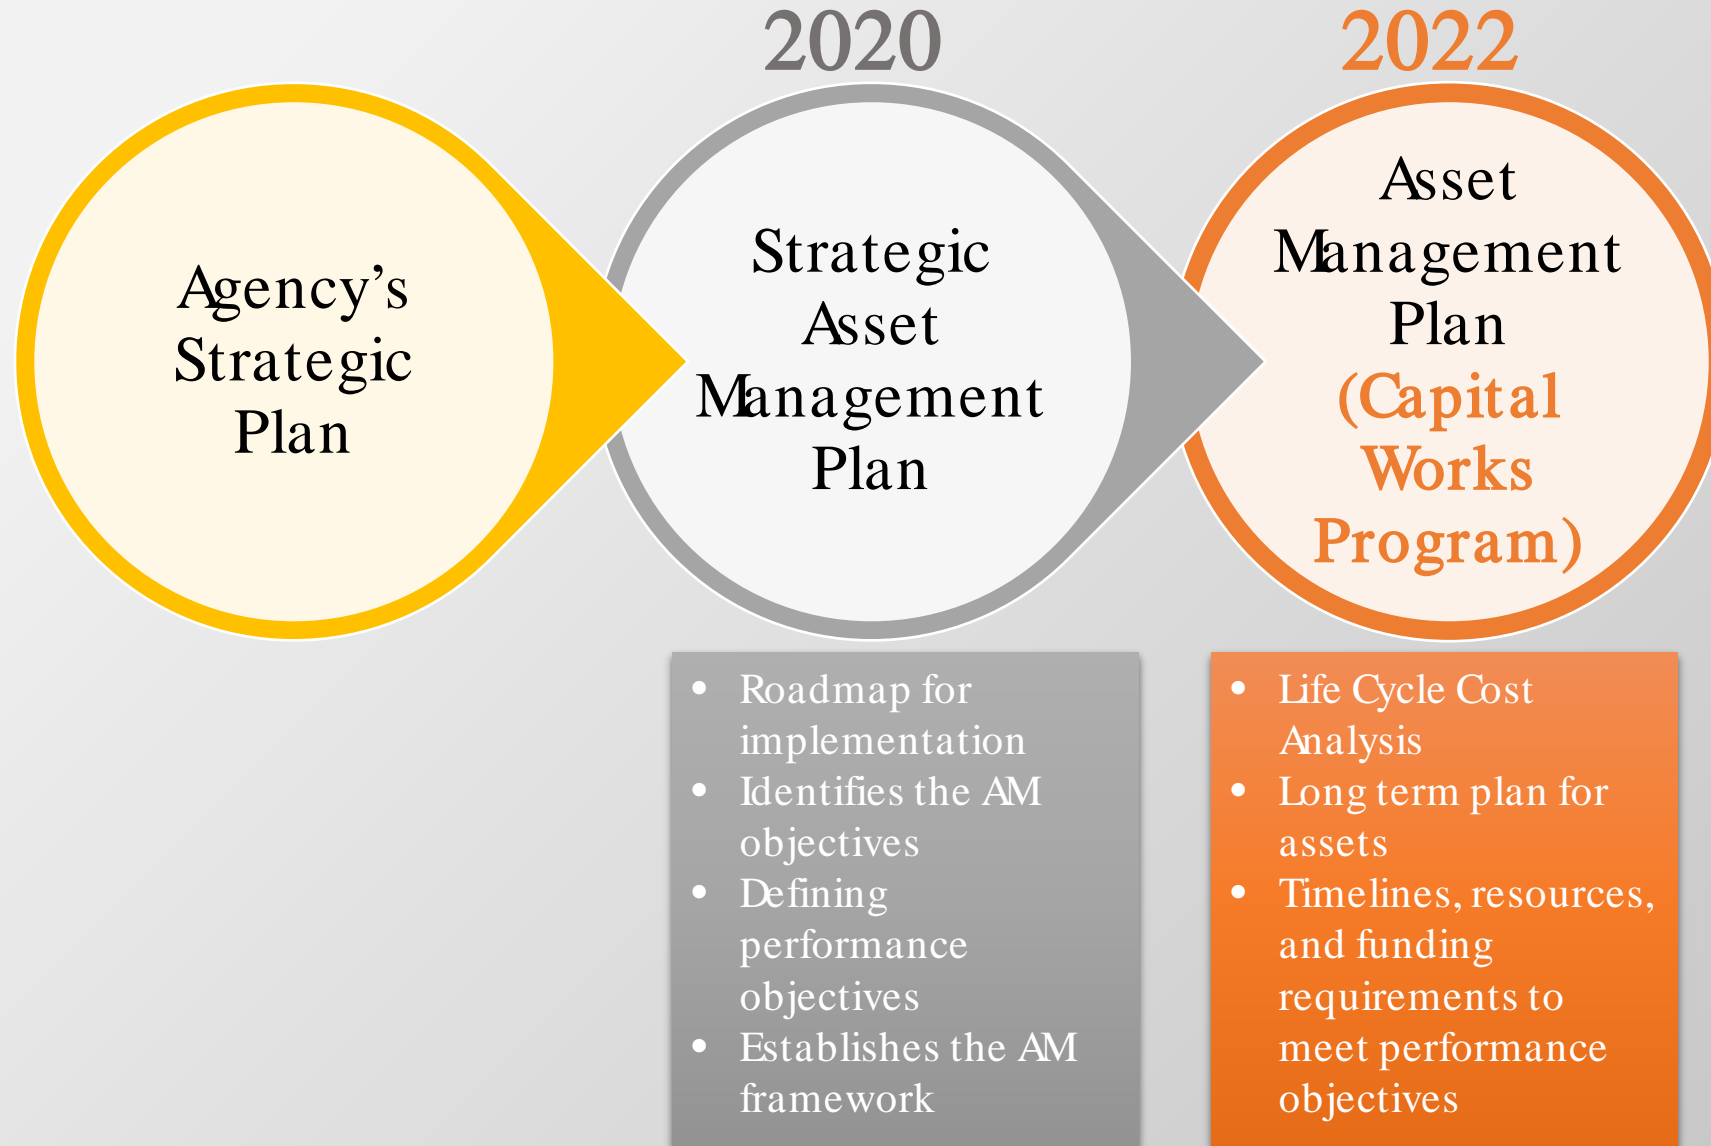 2020
2022
Agency’s
Strategic
Plan
Strategic
Asset
Management
Plan
Asset
Management
Plan
(Capital
Works
Program)
• Roadmap for
implementation
• Identifies the AM
objectives
• Defining
performance
objectives
• Establishes the AM
framework
• Life Cycle Cost
Analysis
• Long term plan for
assets
• Timelines, resources,
and funding
requirements to
meet performance
objectives